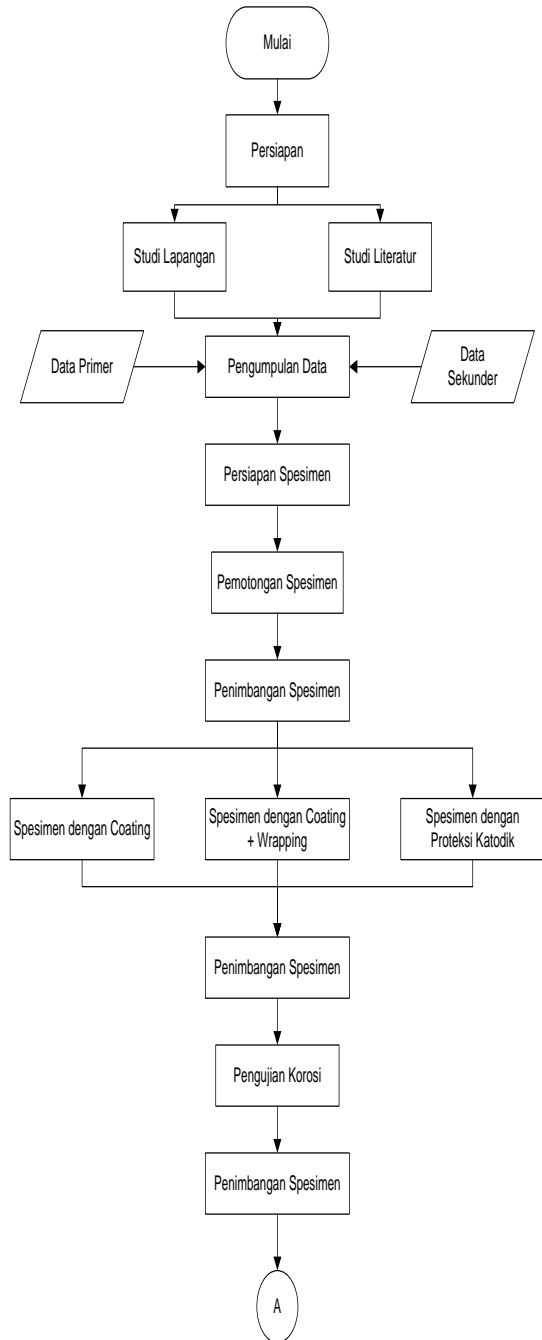 Mulai
Persiapan
Studi Lapangan
Studi Literatur
Data Primer
Pengumpulan Data
Data
Sekunder
Persiapan Spesimen
Pemotongan Spesimen
Penimbangan Spesimen
Spesimen dengan Coating
Spesimen dengan Coating
+ Wrapping
Spesimen dengan
Proteksi Katodik
Penimbangan Spesimen
Pengujian Korosi
Penimbangan Spesimen
A